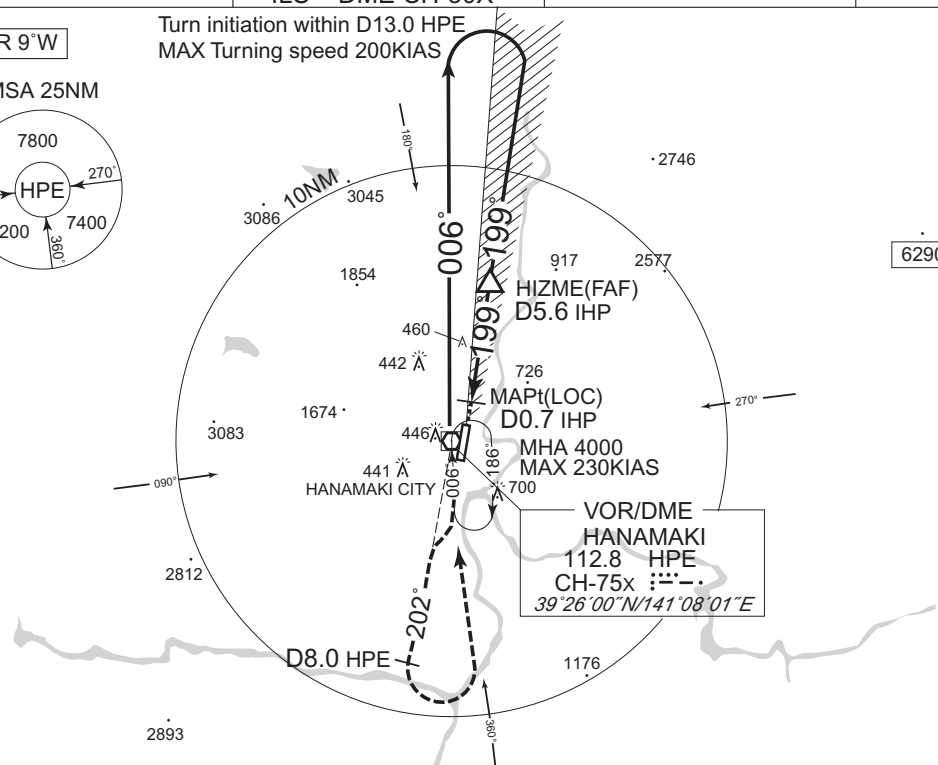 Turn initiation within D13.0 HPE
MAX Turning speed 200KIAS
R 9°W
MSA 25NM
7800
HPE
270°
7400
200
360°
180°
10NM
3045
3086
2746
006°
199°
1854
917
2577
6290
HIZME(FAF)
D5.6 IHP
199°
460
442
726
MAPt(LOC)
D0.7 IHP
1674
270°
3083
446
MHA 4000
MAX 230KIAS
186°
441
HANAMAKI CITY
006°
700
090°
VOR/DME
HANAMAKI
112.8 HPE
CH-75X
39°26′00″N/141°08′01″E
2812
202°
D8.0 HPE
1176
360°
2893